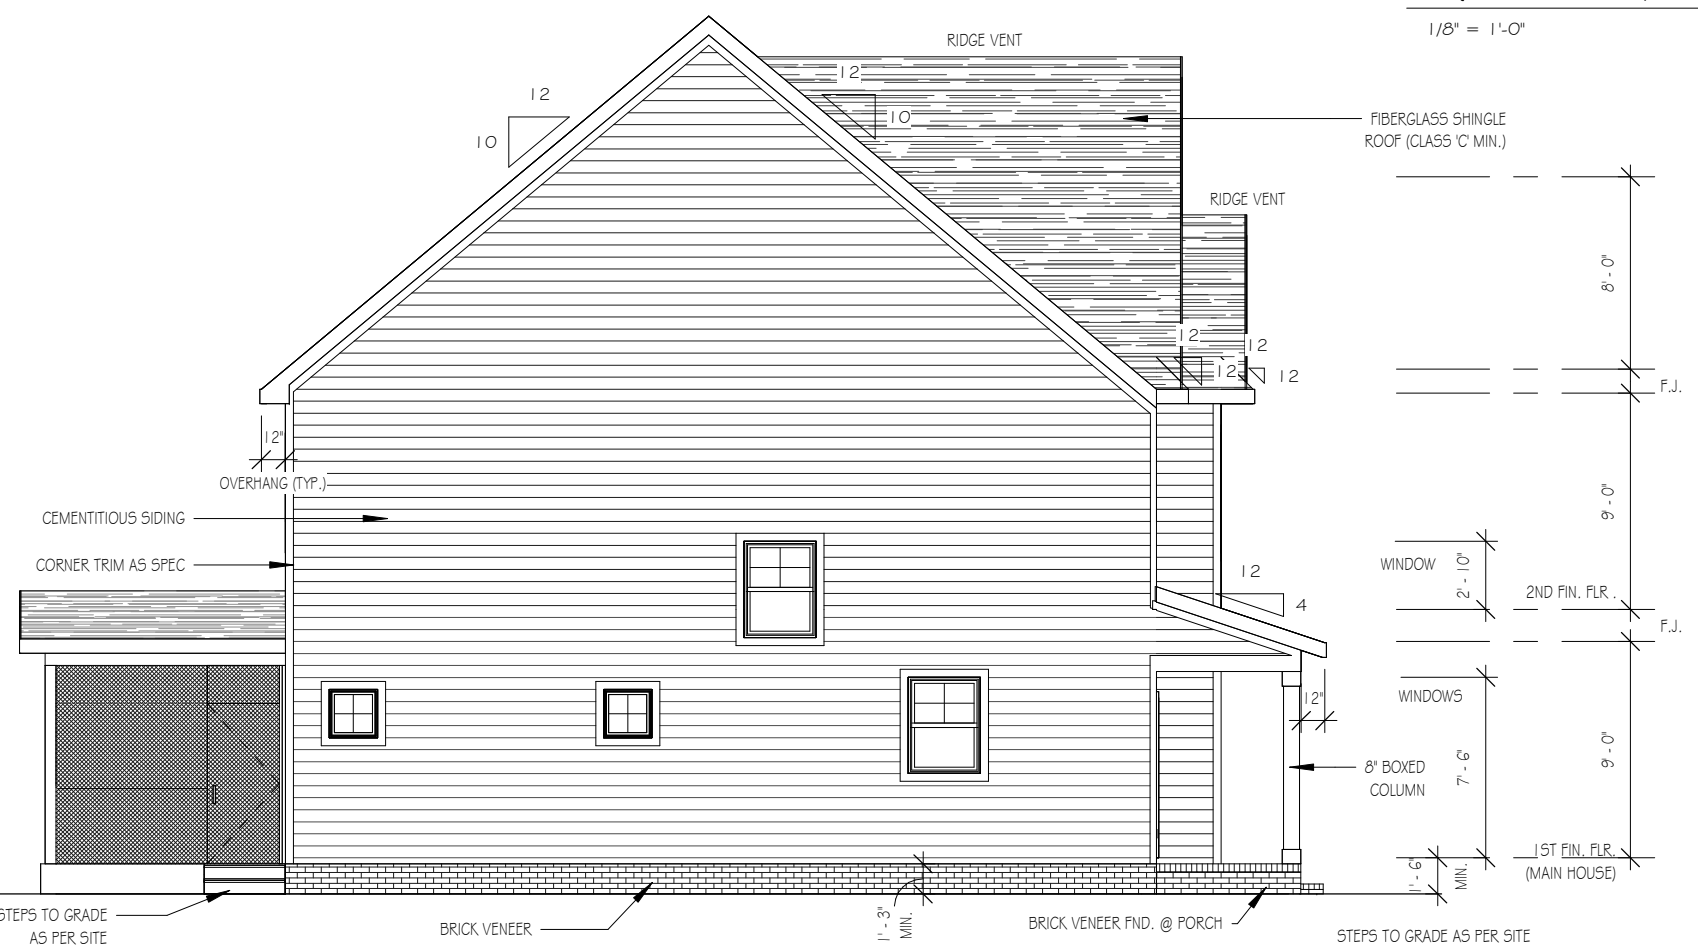 1/8" = 1'-0"
RIDGE VENT
12
12
10
10
FIBERGLASS SHINGLE
ROOF (CLASS 'C' MIN.)
RIDGE VENT
8' - 0"
12
12
12
12
F.J.
12"
OVERHANG (TYP.)
9' - 0"
CEMENTITIOUS SIDING
CORNER TRIM AS SPEC
WINDOW
2' - 10"
12
4
2ND FIN. FLR .
F.J.
WINDOWS
12"
9' - 0"
7' - 6"
8" BOXED
COLUMN
1ST FIN. FLR.
(MAIN HOUSE)
1' - 6"
MIN.
STEPS TO GRADE
AS PER SITE
BRICK VENEER
1' - 3"
MIN.
BRICK VENEER FND. @ PORCH
STEPS TO GRADE AS PER SITE